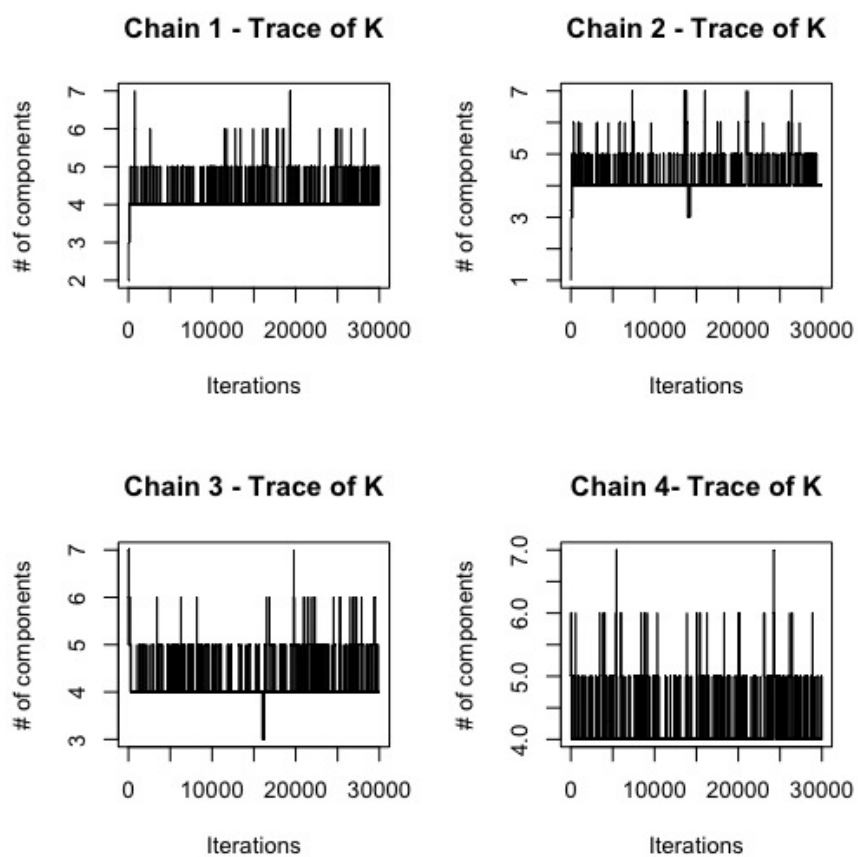 Chain 1 - Trace of K
# of components
7
6
5
4
3
2
0 10000 20000 30000
Iterations
Chain 2 - Trace of K
# of components
7
5
3
1
0 10000 20000 30000
Iterations
Chain 3 - Trace of K
# of components
7
6
5
4
3
0 10000 20000 30000
Iterations
Chain 4- Trace of K
# of components
7.0
6.0
5.0
4.0
0 10000 20000 30000
Iterations